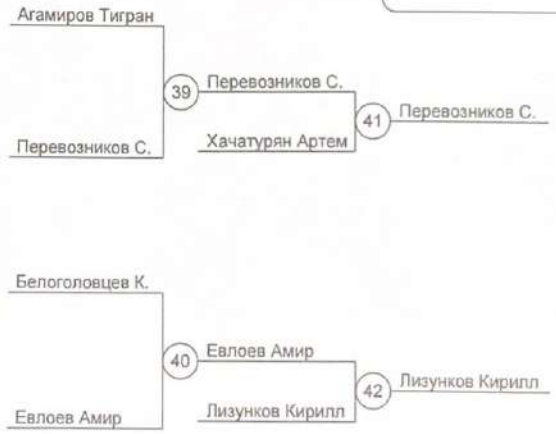 Агамиров Тигран
39
Перевозников С.
Перевозников С.
41
Перевозников С.
Хачатурян Артем
Белоголовцев К.
40
Евлоев Амир
Евлоев Амир
42
Лизунков Кирилл
Лизунков Кирилл